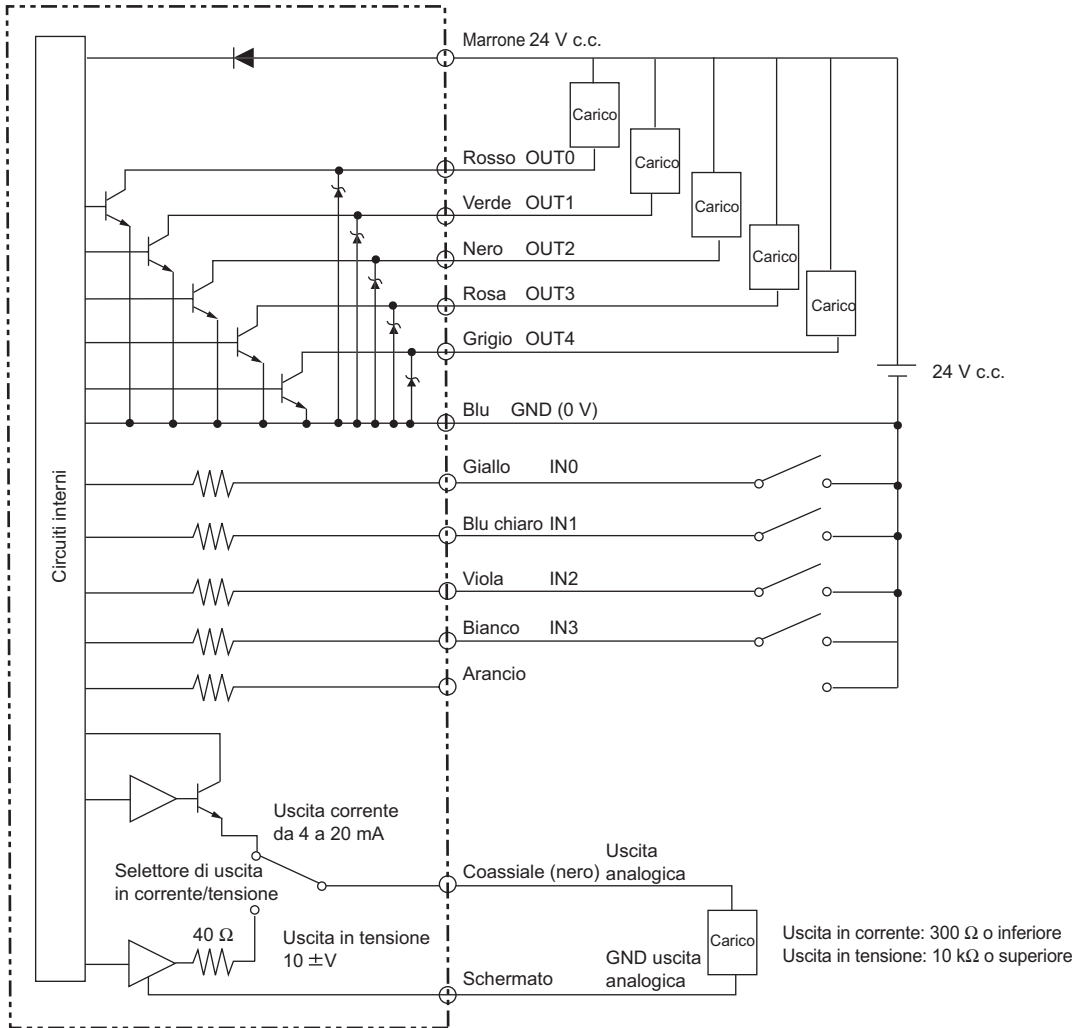 Marrone 24 V c.c.
Carico
Rosso OUT0
Carico
Verde OUT1
Carico
Nero OUT2
Carico
Rosa OUT3
Carico
Grigio OUT4
24 V c.c.
Blu GND (0 V)
Circuiti interni
Giallo IN0
Blu chiaro IN1
Viola IN2
Bianco IN3
Arancio
Uscita corrente
da 4 a 20 mA
Selettore di uscita
in corrente/tensione
Coassiale (nero)
Uscita
analogica
40 Ω
Uscita in tensione
10 ±V
Carico
Uscita in corrente: 300 Ω o inferiore
Uscita in tensione: 10 kΩ o superiore
GND uscita
analogica
Schermato